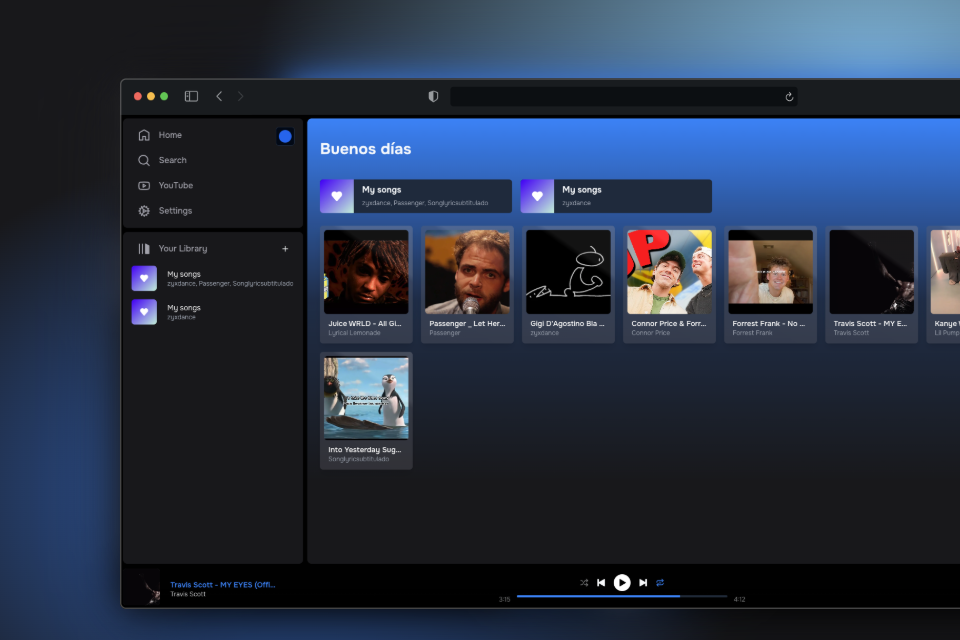 Home
Search
YouTube
Settings
Your Library
+
My songs
zyxdance, Passenger, Songlyricsubtitulado
My songs
zyxdance
Buenos días
My songs
zyxdance, Passenger, Songlyricsubtitulado
My songs
zyxdance
Juice WRLD - All Gi...
Lyrical Lemonade
Passenger _ Let Her...
Passenger
Gigi D'Agostino Bla ...
zyxdance
UP
Connor Price & Forr...
Connor Price
Forrest Frank - No ...
Forrest Frank
Travis Scott - MY E...
Travis Scott
Kanye
Lil Pump
Into Yesterday Sug...
Songlyricsubtitulado
Travis Scott - MY EYES (Offi...
Travis Scott
3:15
4:12